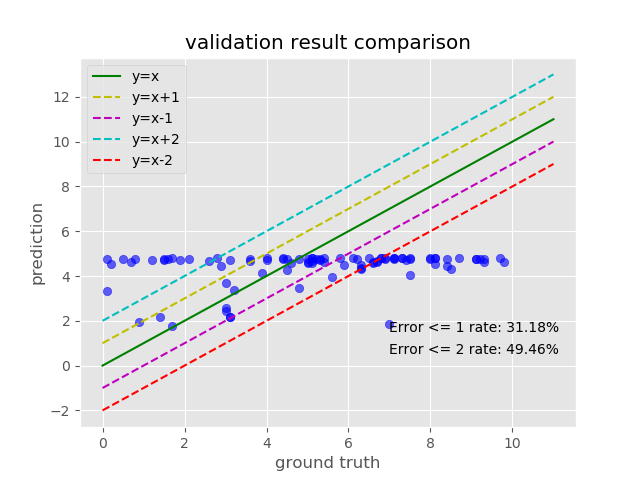 validation result comparison
y=x
y=x+1
y=x-1
y=x+2
y=x-2
12
10
8
6
4
2
0
−2
prediction
Error <= 1 rate: 31.18%
Error <= 2 rate: 49.46%
0 2 4 6 8 10
ground truth